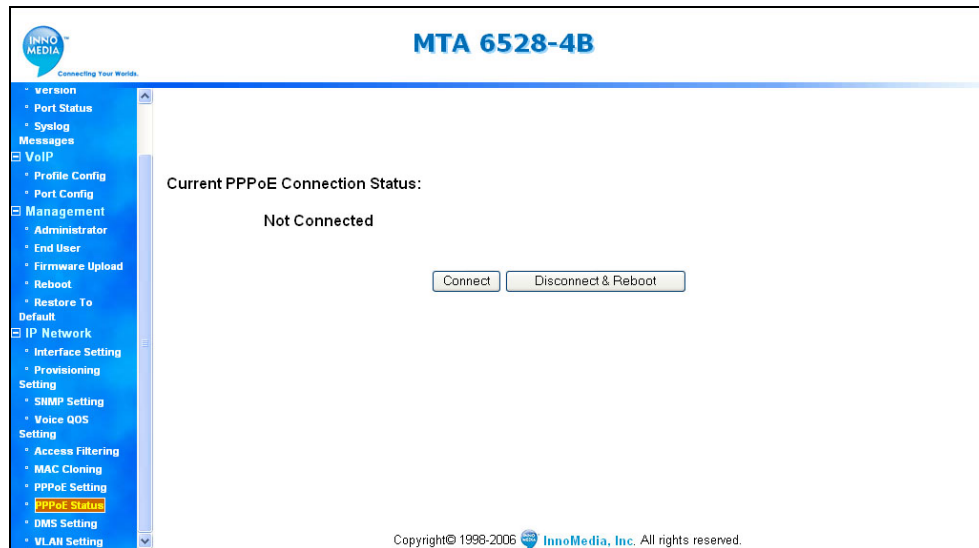 INNO
MEDIA
™
Connecting Your Worlds.
MTA 6528-4B
Version
Port Status
Syslog
Messages
VoIP
Profile Config
Port Config
Management
Administrator
End User
Firmware Upload
Reboot
Restore To
Default
IP Network
Interface Setting
Provisioning
Setting
SNMP Setting
Voice QOS
Setting
Access Filtering
MAC Cloning
PPPoE Setting
PPPoE Status
DMS Setting
VLAN Setting
Current PPPoE Connection Status:
Not Connected
Connect
Disconnect & Reboot
Copyright© 1998-2006 InnoMedia, Inc. All rights reserved.